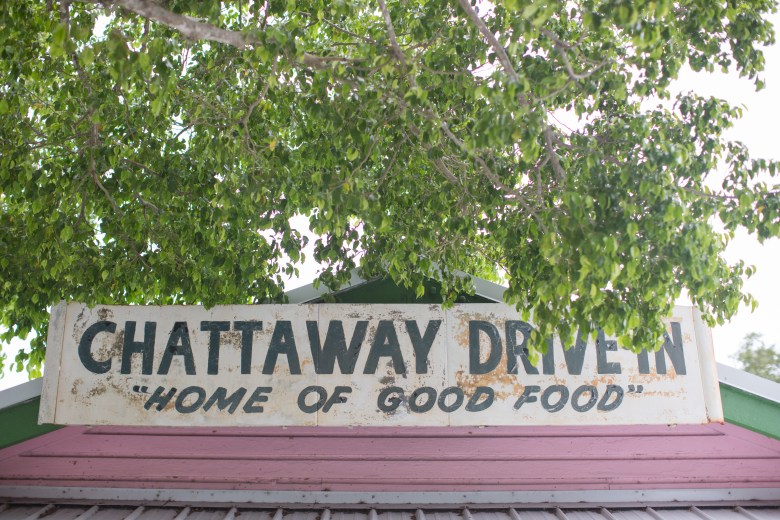 CHATTAWAY DRIVE IN
"HOME OF GOOD FOOD"